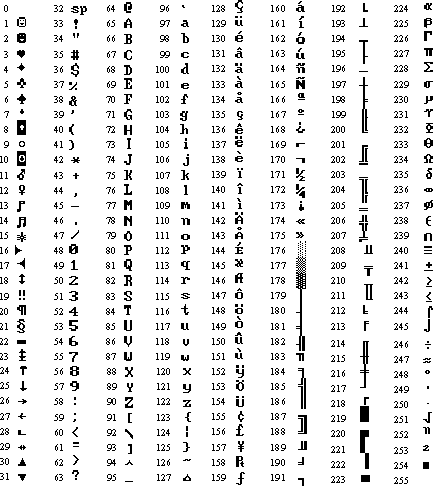 0 32 sp 64 @ 96 ` 128 Ç 160 á 192 └ 224 α
1 ☺ 33 ! 65 A 97 a 129 ü 161 í 193 ┴ 225 ß
2 ☻ 34 " 66 B 98 b 130 é 162 ó 194 ┬ 226 Γ
3 ♥ 35 # 67 C 99 c 131 â 163 ú 195 ├ 227 π
4 ♦ 36 $ 68 D 100 d 132 ä 164 ñ 196 ─ 228 Σ
5 ♣ 37 % 69 E 101 e 133 à 165 Ñ 197 ┼ 229 σ
6 ♠ 38 & 70 F 102 f 134 å 166 ª 198 ╞ 230 µ
7 • 39 ' 71 G 103 g 135 ç 167 º 199 ╟ 231 τ
8 ◘ 40 ( 72 H 104 h 136 ê 168 ¿ 200 ╚ 232 Φ
9 ○ 41 ) 73 I 105 i 137 ë 169 ⌐ 201 ╔ 233 Θ
10 ◙ 42 * 74 J 106 j 138 è 170 ¬ 202 ╩ 234 Ω
11 ♂ 43 + 75 K 107 k 139 ï 171 ½ 203 ╦ 235 δ
12 ♀ 44 , 76 L 108 l 140 î 172 ¼ 204 ╠ 236 ∞
13 ♪ 45 - 77 M 109 m 141 ì 173 ¡ 205 ═ 237 φ
14 ♫ 46 . 78 N 110 n 142 Ä 174 « 206 ╬ 238 ε
15 ☼ 47 / 79 O 111 o 143 Å 175 » 207 ╧ 239 ∩
16 ► 48 0 80 P 112 p 144 É 176 ░ 208 ╨ 240 ≡
17 ◄ 49 1 81 Q 113 q 145 æ 177 ▒ 209 ╤ 241 ±
18 ↕ 50 2 82 R 114 r 146 Æ 178 ▓ 210 ╥ 242 ≥
19 ‼ 51 3 83 S 115 s 147 ô 179 │ 211 ╙ 243 ≤
20 ¶ 52 4 84 T 116 t 148 ö 180 ┤ 212 ╘ 244 ⌠
21 § 53 5 85 U 117 u 149 ò 181 ╡ 213 ╒ 245 ⌡
22 ▬ 54 6 86 V 118 v 150 û 182 ╢ 214 ╓ 246 ÷
23 ↨ 55 7 87 W 119 w 151 ù 183 ╖ 215 ╫ 247 ≈
24 ↑ 56 8 88 X 120 x 152 ÿ 184 ╕ 216 ╪ 248 °
25 ↓ 57 9 89 Y 121 y 153 Ö 185 ╣ 217 ┘ 249 ∙
26 → 58 : 90 Z 122 z 154 Ü 186 ║ 218 ┌ 250 ·
27 ← 59 ; 91 [ 123 { 155 ¢ 187 ╗ 219 █ 251 √
28 ∟ 60 < 92 \ 124 ¦ 156 £ 188 ╝ 220 ▄ 252 ⁿ
29 ↔ 61 = 93 ] 125 } 157 ¥ 189 ╜ 221 ▌ 253 ²
30 ▲ 62 > 94 ^ 126 ~ 158 ₧ 190 ╛ 222 ▐ 254 ■
31 ▼ 63 ? 95 _ 127 ⌂ 159 ƒ 191 ┐ 223 ▀ 255